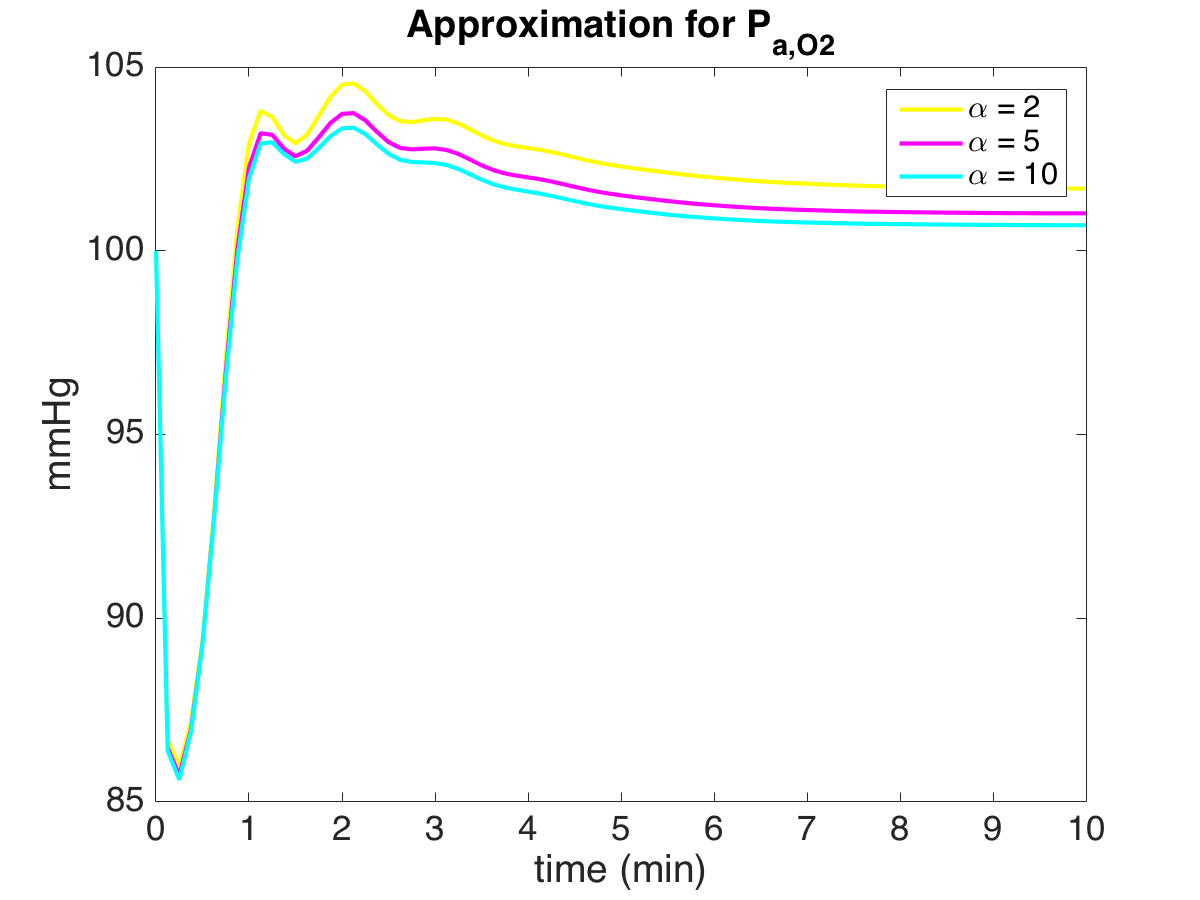 Approximation for Pa,O2
105
100
95
90
85
mmHg
α = 2
α = 5
α = 10
0 1 2 3 4 5 6 7 8 9 10
time (min)